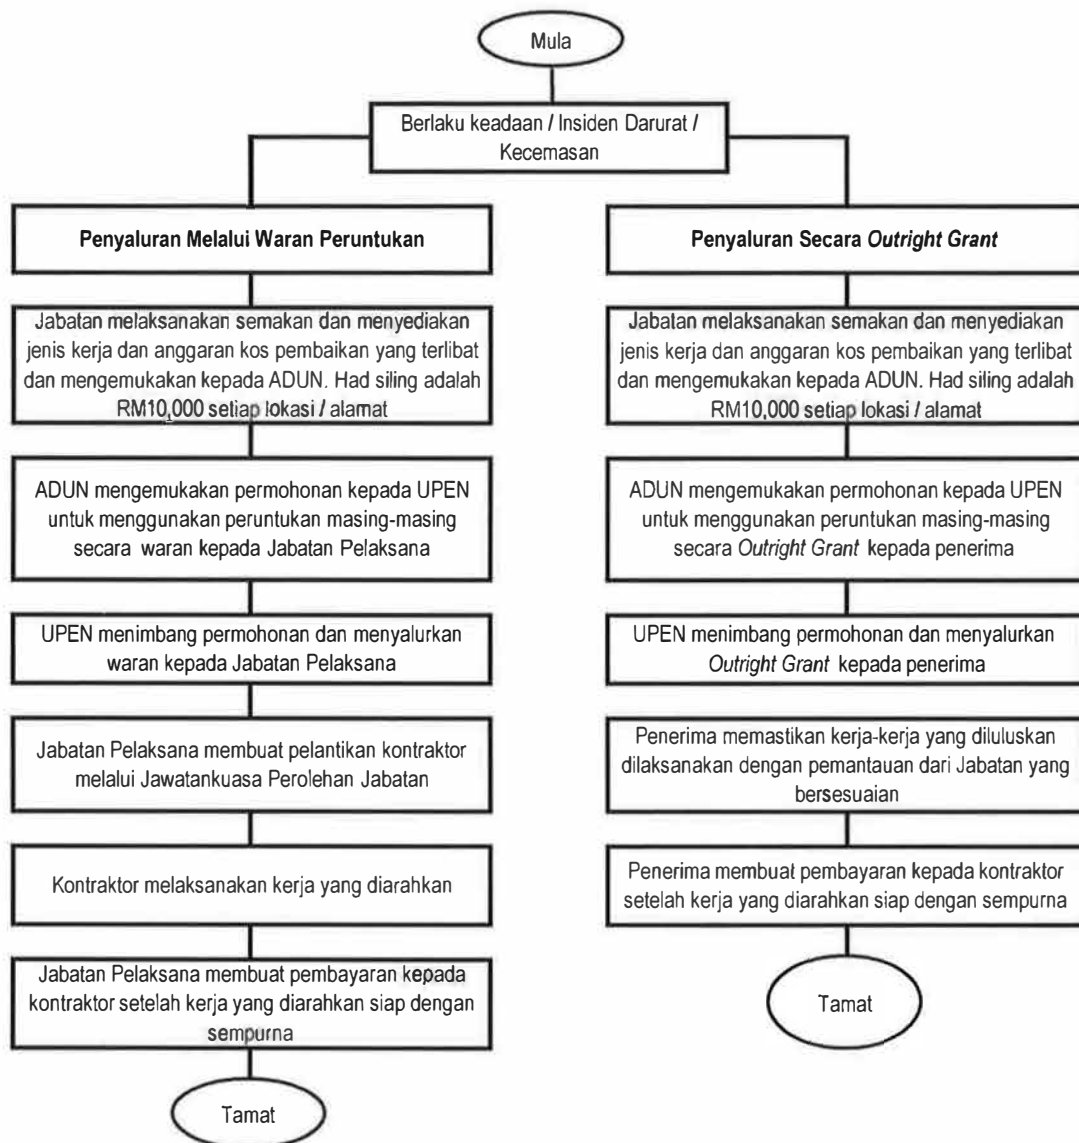 Mula
Berlaku keadaan / Insiden Darurat /
Kecemasan
Penyaluran Melalui Waran Peruntukan
Jabatan melaksanakan semakan dan menyediakan
jenis kerja dan anggaran kos pembaikan yang terlibat
dan mengemukakan kepada ADUN. Had siling adalah
RM10,000 setiap lokasi / alamat
ADUN mengemukakan permohonan kepada UPEN
untuk menggunakan peruntukan masing-masing
secara waran kepada Jabatan Pelaksana
UPEN menimbang permohonan dan menyalurkan
waran kepada Jabatan Pelaksana
Jabatan Pelaksana membuat pelantikan kontraktor
melalui Jawatankuasa Perolehan Jabatan
Kontraktor melaksanakan kerja yang diarahkan
Jabatan Pelaksana membuat pembayaran kepada
kontraktor setelah kerja yang diarahkan siap dengan
sempurna
Tamat
Penyaluran Secara Outright Grant
Jabatan melaksanakan semakan dan menyediakan
jenis kerja dan anggaran kos pembaikan yang terlibat
dan mengemukakan kepada ADUN. Had siling adalah
RM10,000 setiap lokasi / alamat
ADUN mengemukakan permohonan kepada UPEN
untuk menggunakan peruntukan masing-masing
secara Outright Grant kepada penerima
UPEN menimbang permohonan dan menyalurkan
Outright Grant kepada penerima
Penerima memastikan kerja-kerja yang diluluskan
dilaksanakan dengan pemantauan dari Jabatan yang
bersesuaian
Penerima membuat pembayaran kepada kontraktor
setelah kerja yang diarahkan siap dengan sempurna
Tamat